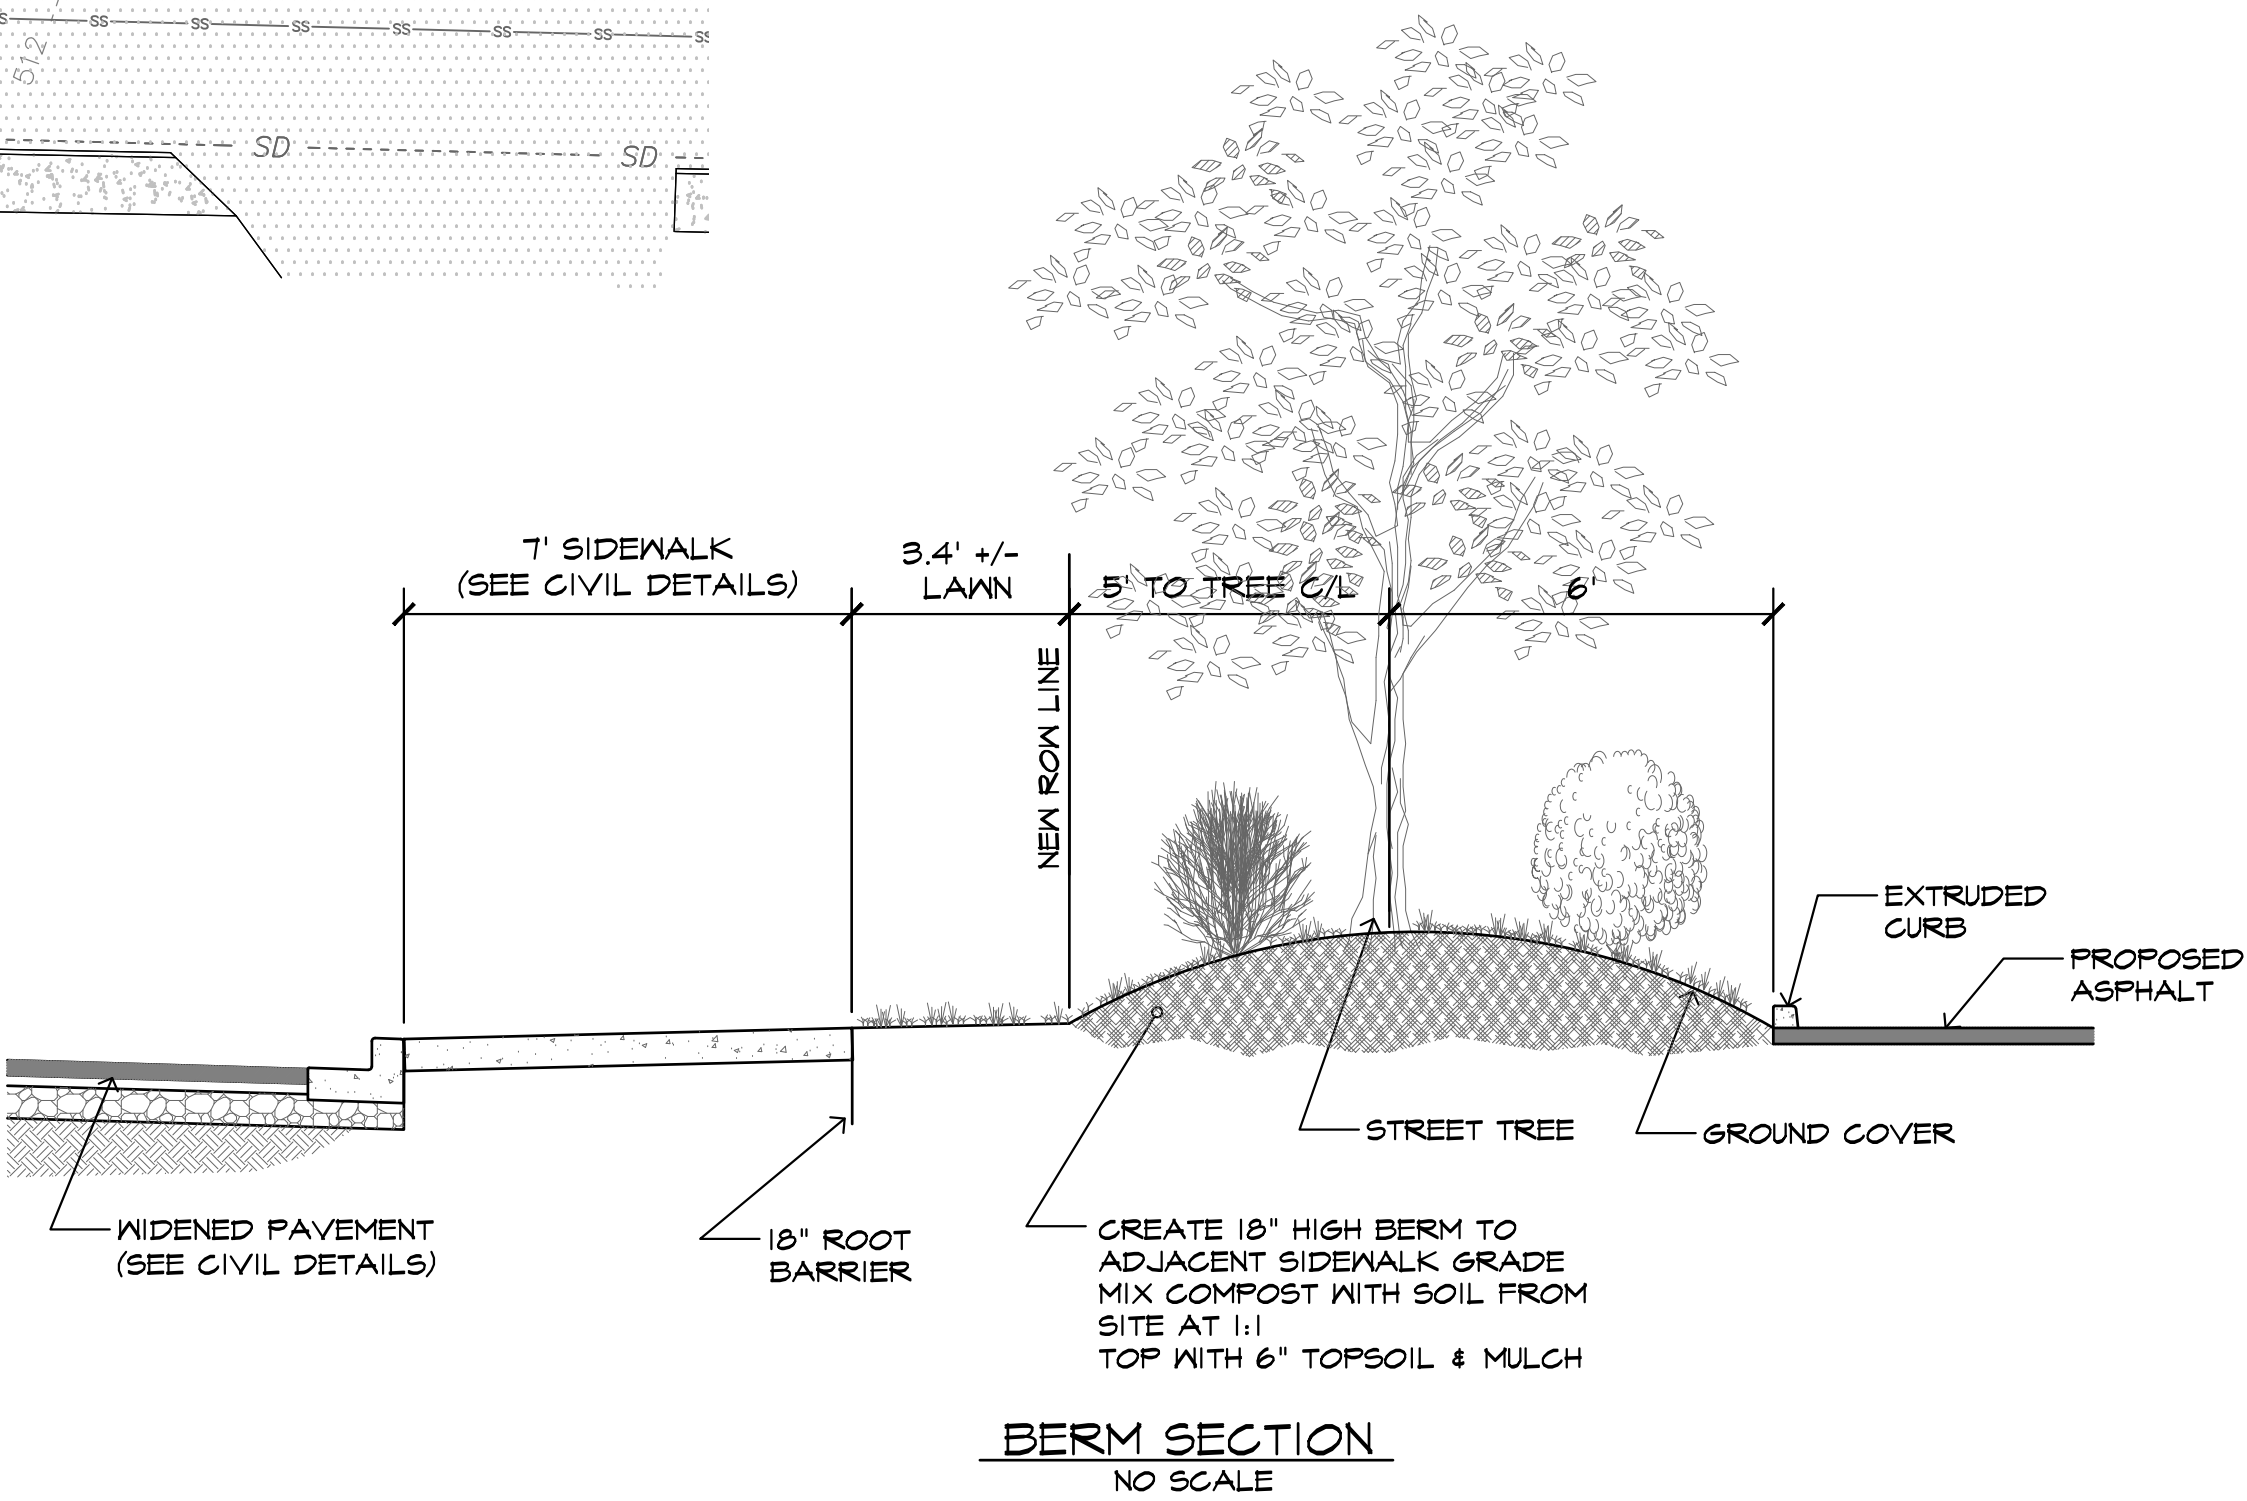 SS SS SS SS SS SS
512
SD SD
7' SIDEWALK
(SEE CIVIL DETAILS)
3.4' +/-
LAWN
5' TO TREE C/L
6'
NEW ROW LINE
EXTRUDED
CURB
PROPOSED
ASPHALT
STREET TREE
GROUND COVER
WIDENED PAVEMENT
(SEE CIVIL DETAILS)
18" ROOT
BARRIER
CREATE 18" HIGH BERM TO
ADJACENT SIDEWALK GRADE
MIX COMPOST WITH SOIL FROM
SITE AT 1:1
TOP WITH 6" TOPSOIL & MULCH
BERM SECTION
NO SCALE